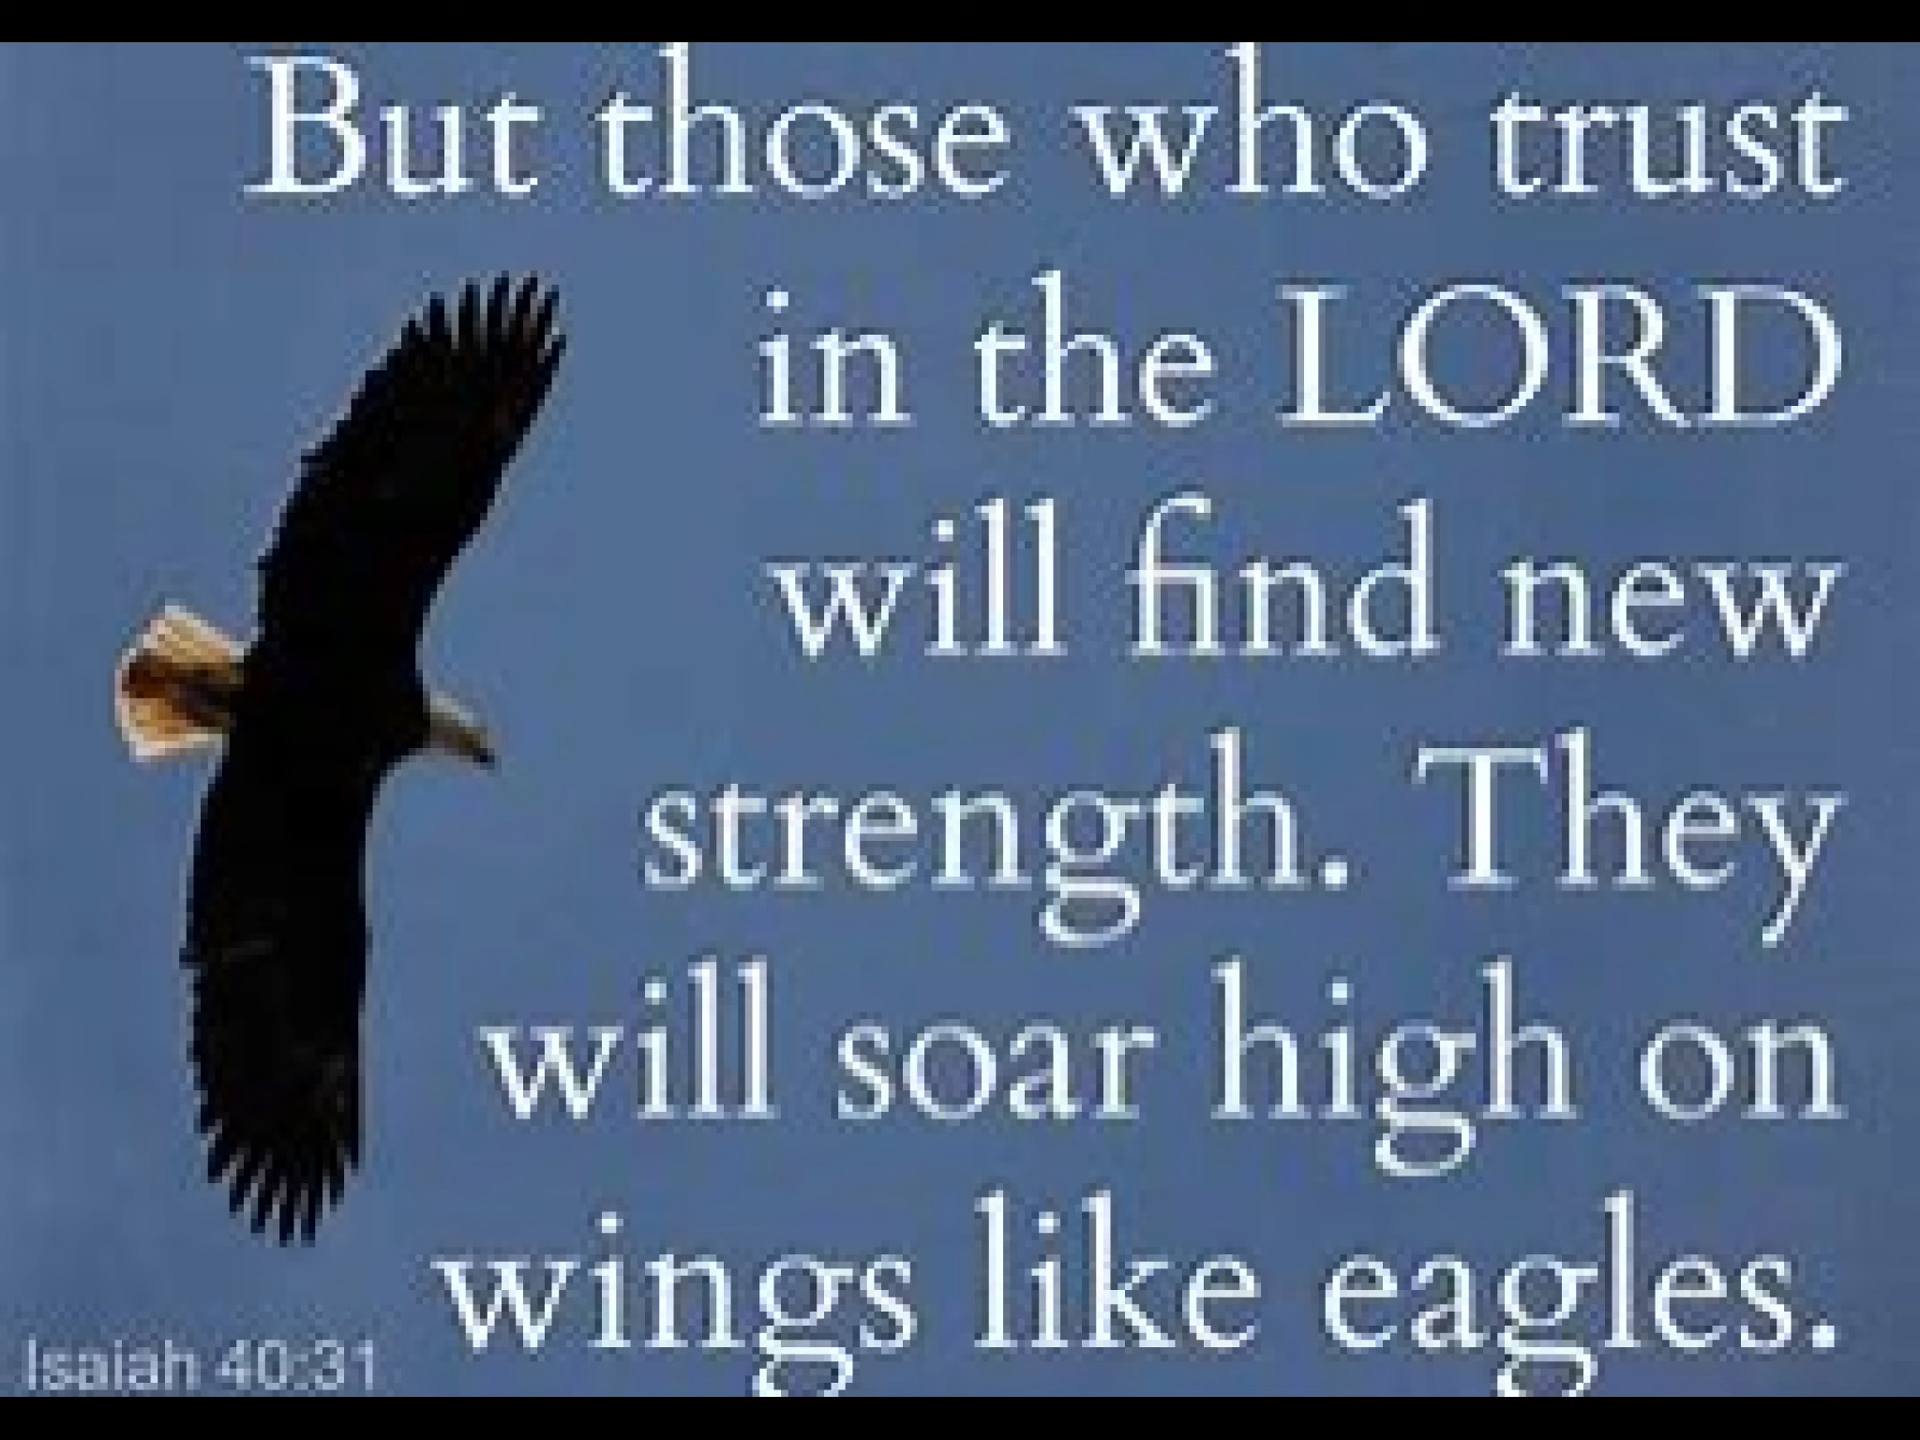 But those who trust
in the LORD
will find new
strength. They
will soar high on
wings like eagles.
Isaiah 40:31